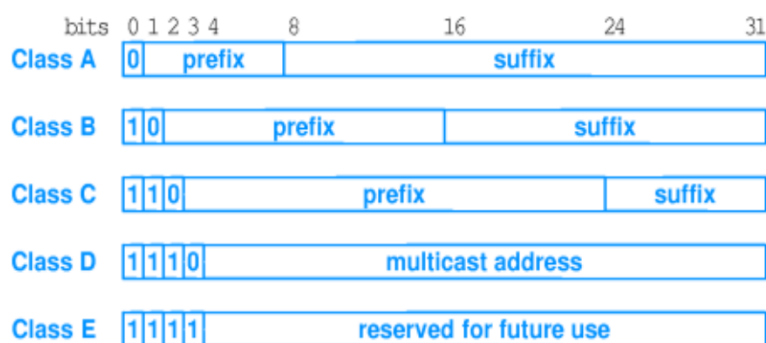 bits 0 1 2 3 4 8 16 24 31
Class A 0 prefix suffix
Class B 1 0 prefix suffix
Class C 1 1 0 prefix suffix
Class D 1 1 1 0 multicast address
Class E 1 1 1 1 reserved for future use